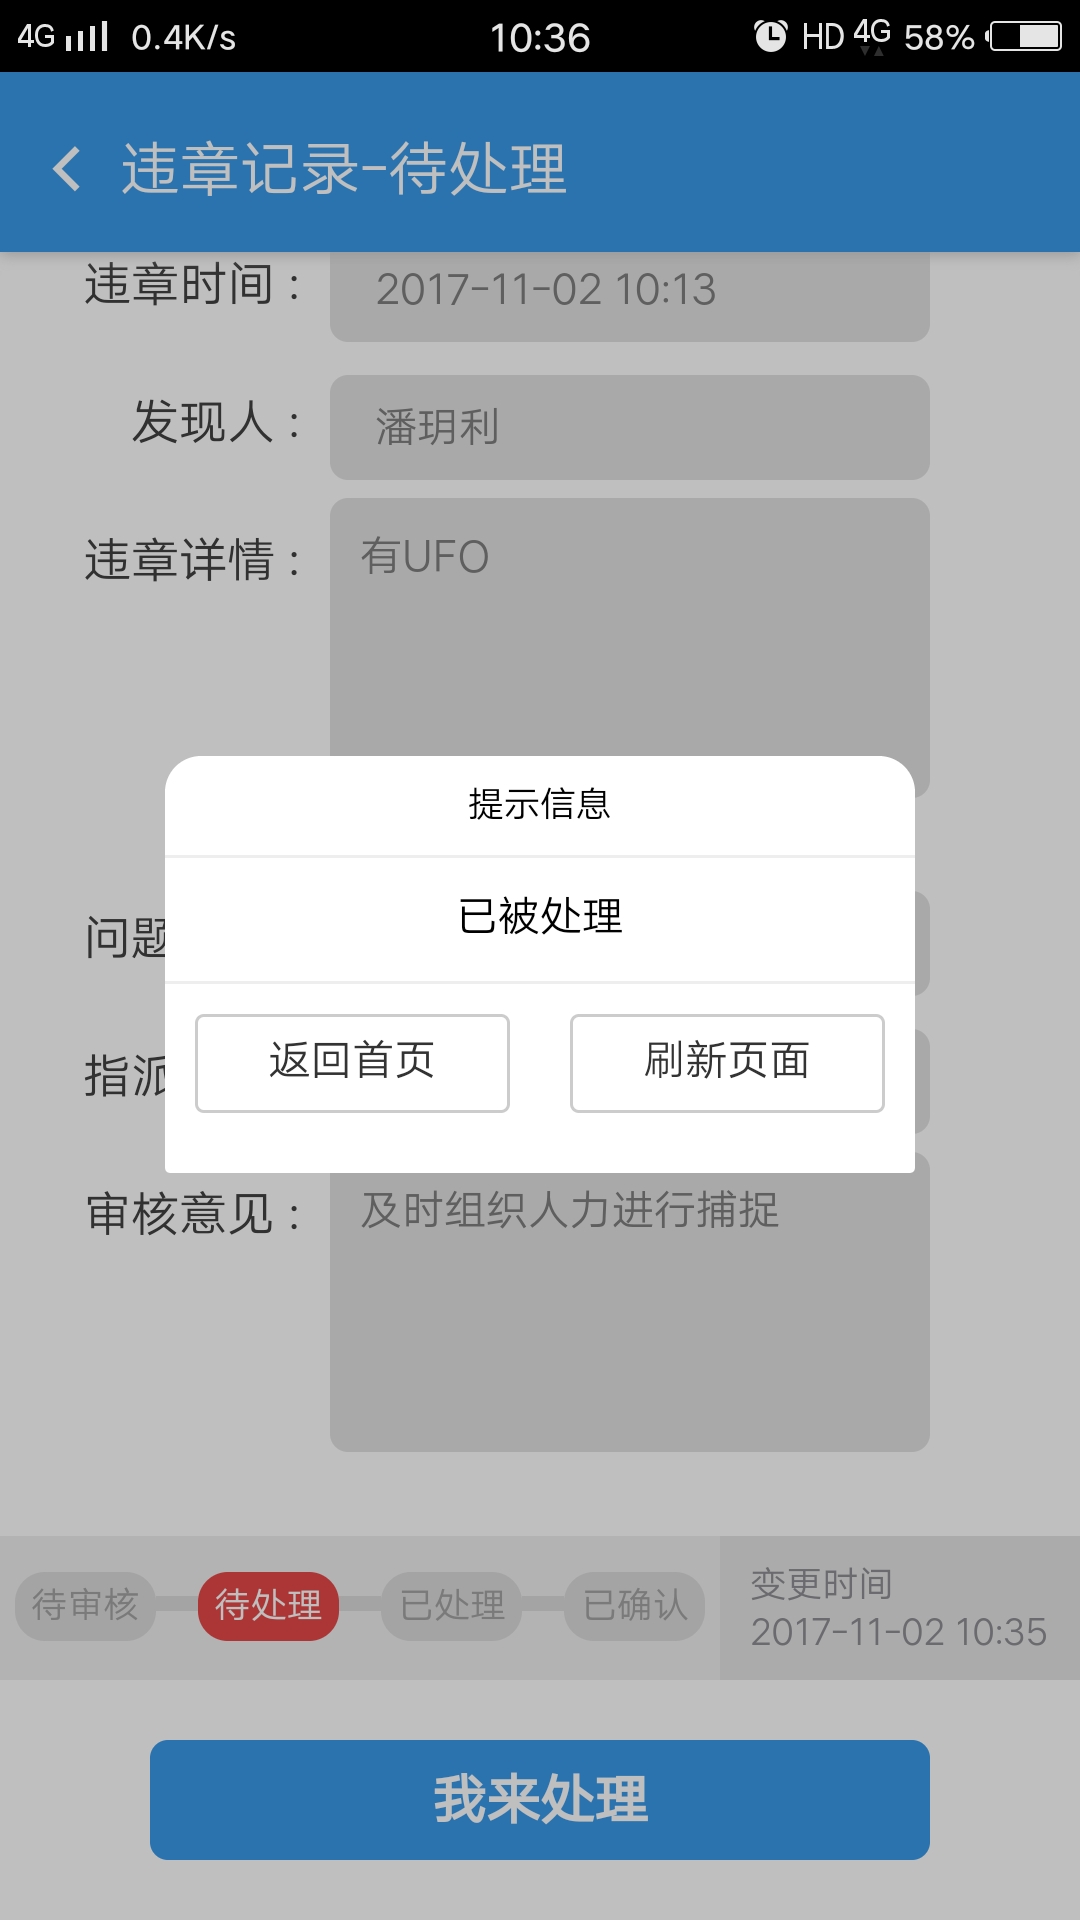 4G 0.4K/s 10:36 HD 4G 58%
违章记录-待处理
违章时间： 2017-11-02 10:13
发现人： 潘玥利
违章详情： 有UFO
提示信息
已被处理
问题
返回首页 刷新页面
指派
审核意见： 及时组织人力进行捕捉
待审核 待处理 已处理 已确认
变更时间
2017-11-02 10:35
我来处理